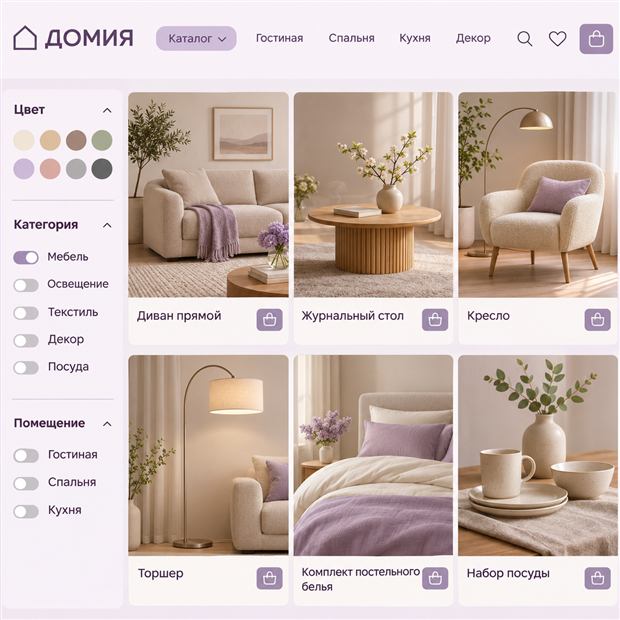 ДОМИЯ
Каталог
Гостиная
Спальня
Кухня
Декор
Цвет
Категория
Мебель
Освещение
Текстиль
Декор
Посуда
Помещение
Гостиная
Спальня
Кухня
Диван прямой
Журнальный стол
Кресло
Торшер
Комплект постельного
белья
Набор посуды